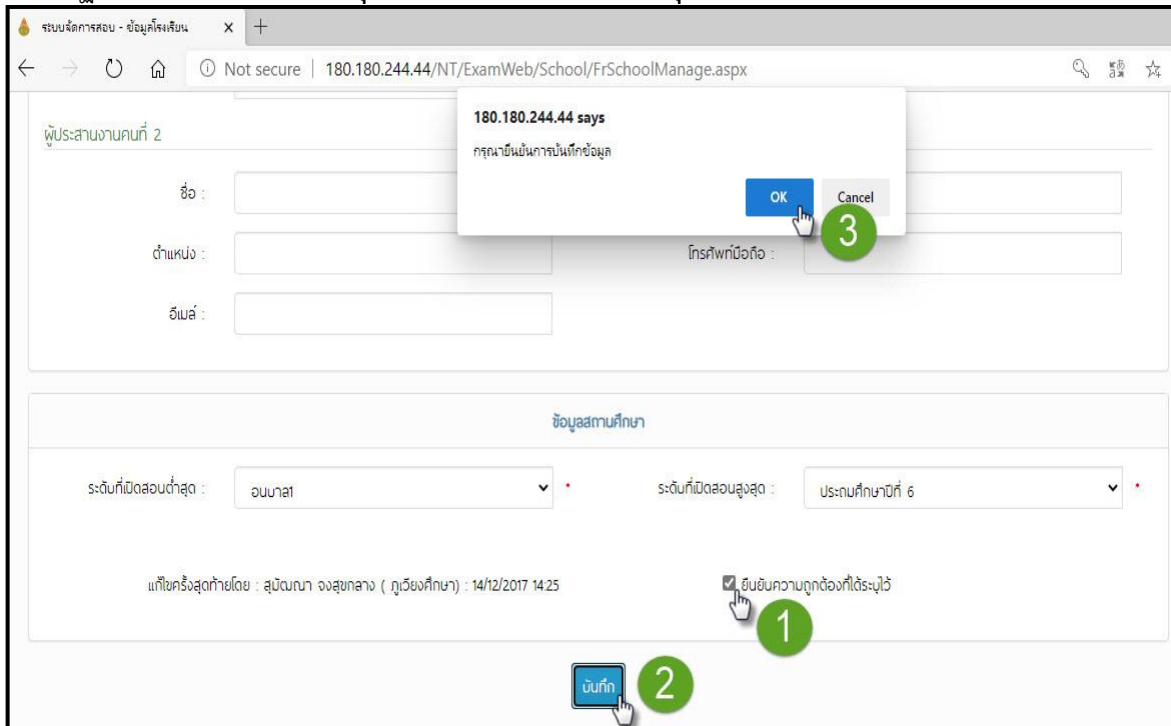 ระบบจัดการสอบ - ข้อมูลโรงเรียน
Not secure | 180.180.244.44/NT/ExamWeb/School/FrSchoolManage.aspx
180.180.244.44 says
กรุณายืนยันการบันทึกข้อมูล
OK Cancel
3
ผู้ประสานงานคนที่ 2
ชื่อ :
ตำแหน่ง : โทรศัพท์มือถือ :
อีเมล์ :
ข้อมูลสถานศึกษา
ระดับที่เปิดสอนต่ำสุด : อนุบาล1 * ระดับที่เปิดสอนสูงสุด : ประถมศึกษาปีที่ 6 *
แก้ไขครั้งสุดท้ายโดย : สุมัฒณา จงสุขกลาง ( ภูเวียงศึกษา) : 14/12/2017 14:25 ยืนยันความถูกต้องที่ได้ระบุไว้
1
บันทึก 2